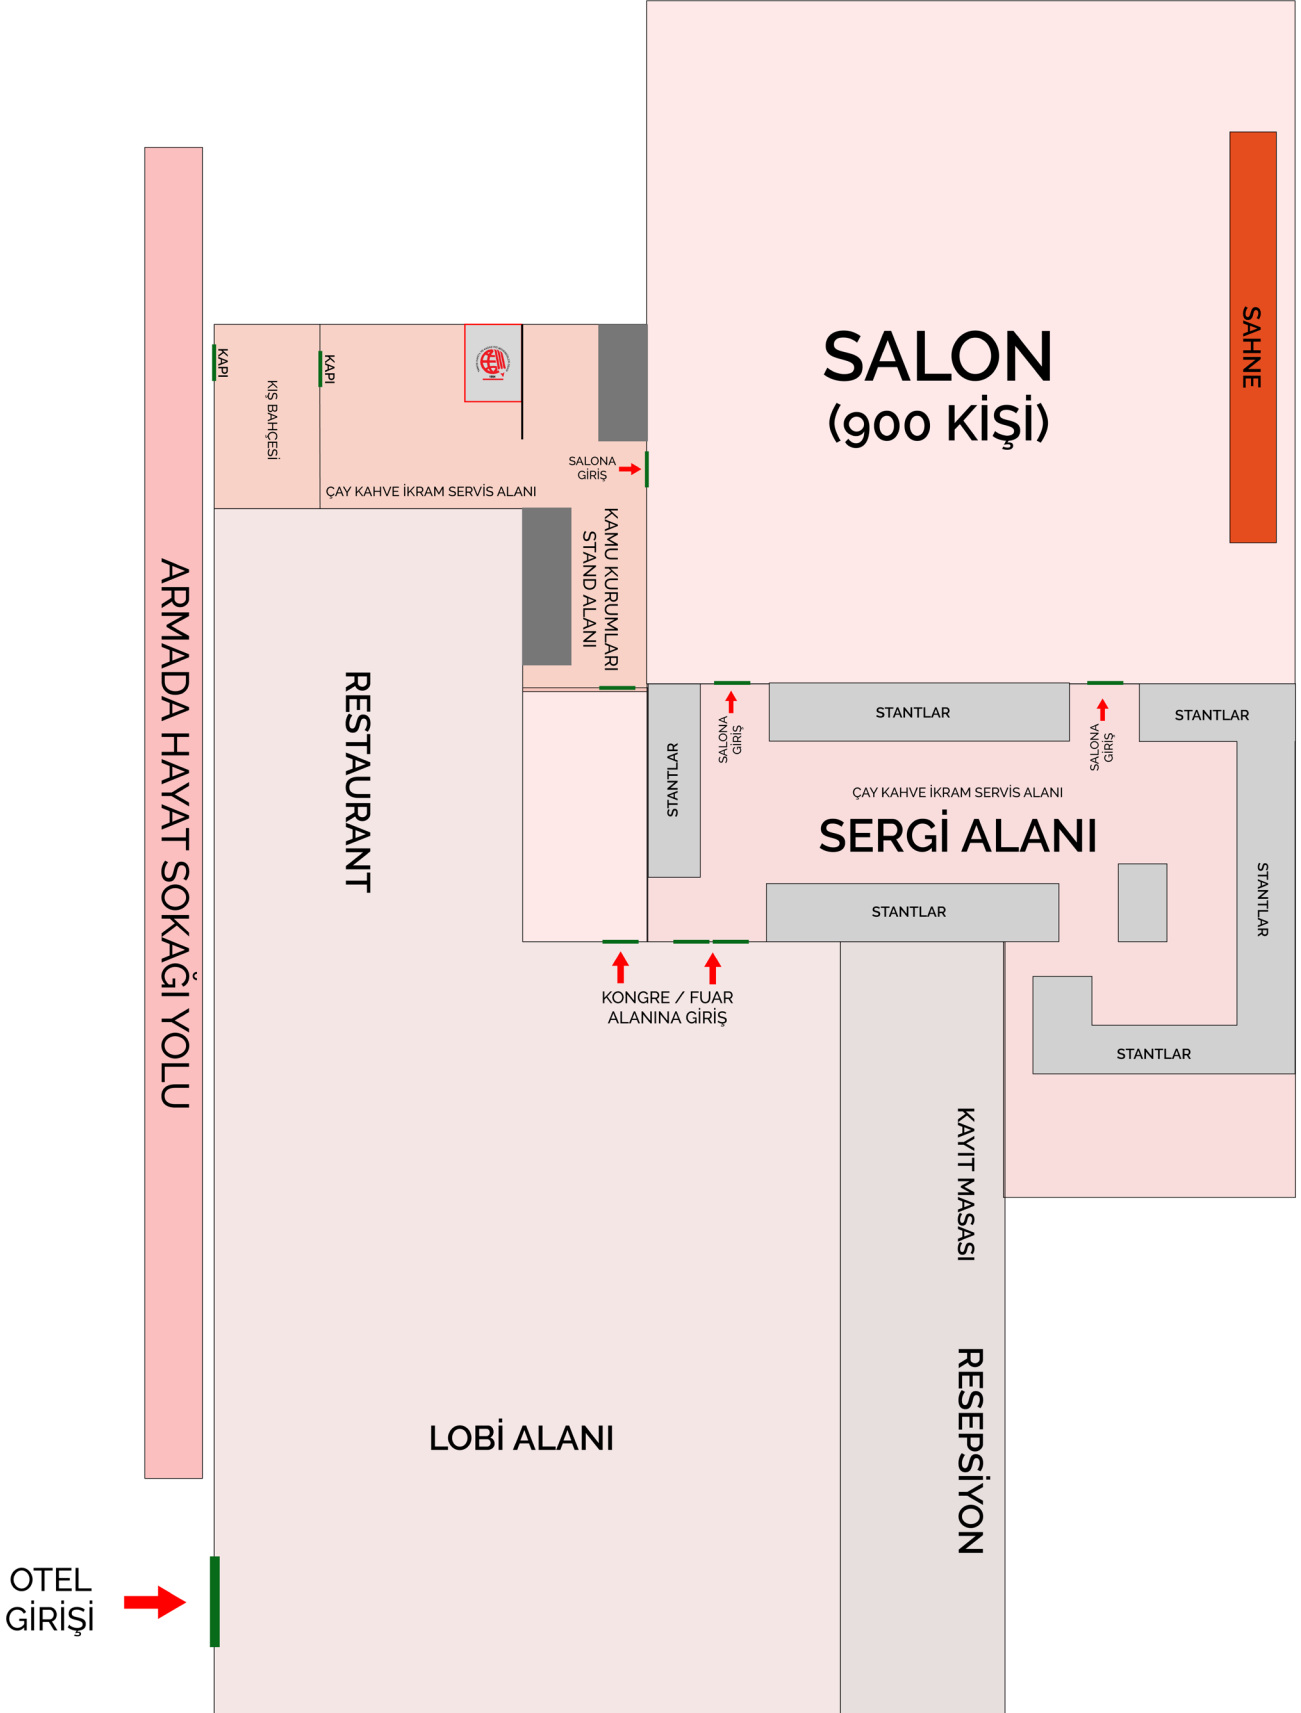 SALON
(900 KİŞİ)
SAHNE
KAPI
KAPI
KIŞ BAHÇESİ
SALONA
GİRİŞ
ÇAY KAHVE İKRAM SERVİS ALANI
KAMU KURUMLARI
STAND ALANI
ARMADA HAYAT SOKAĞI YOLU
RESTAURANT
STANTLAR
SALONA
GİRİŞ
STANTLAR
SALONA
GİRİŞ
STANTLAR
ÇAY KAHVE İKRAM SERVİS ALANI
SERGİ ALANI
STANTLAR
STANTLAR
STANTLAR
KONGRE / FUAR
ALANINA GİRİŞ
KAYIT MASASI
RESEPSİYON
LOBİ ALANI
OTEL
GİRİŞİ